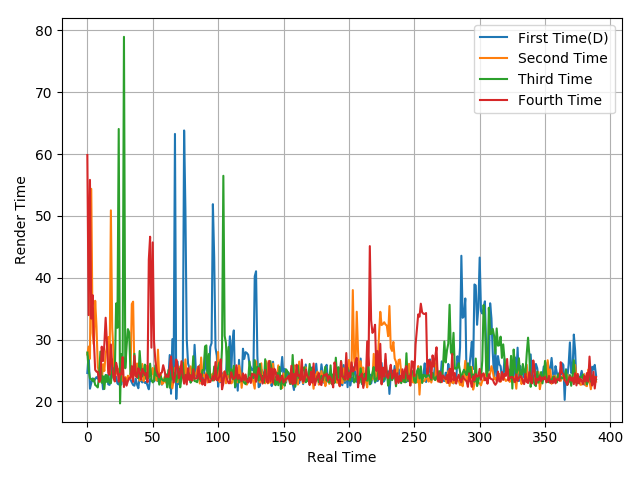 80
70
60
50
40
30
20
0
50
100
150
200
250
300
350
400
Render Time
Real Time
First Time(D)
Second Time
Third Time
Fourth Time